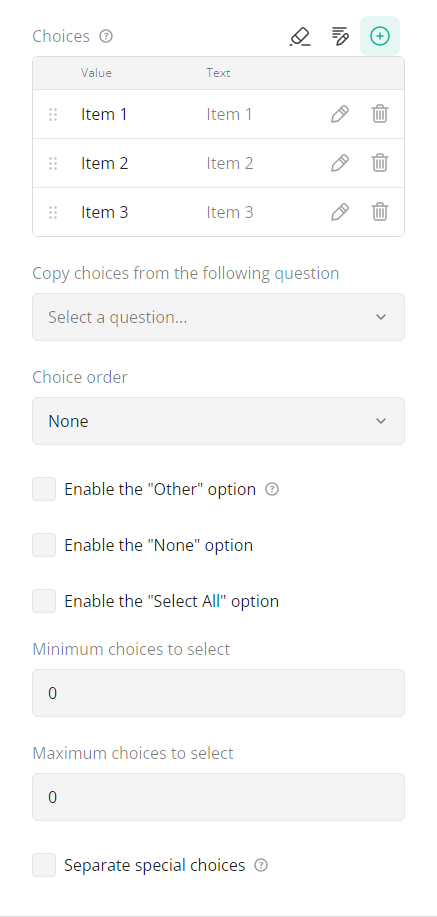 Choices
Value Text
Item 1 Item 1
Item 2 Item 2
Item 3 Item 3
Copy choices from the following question
Select a question...
Choice order
None
Enable the "Other" option
Enable the "None" option
Enable the "Select All" option
Minimum choices to select
0
Maximum choices to select
0
Separate special choices